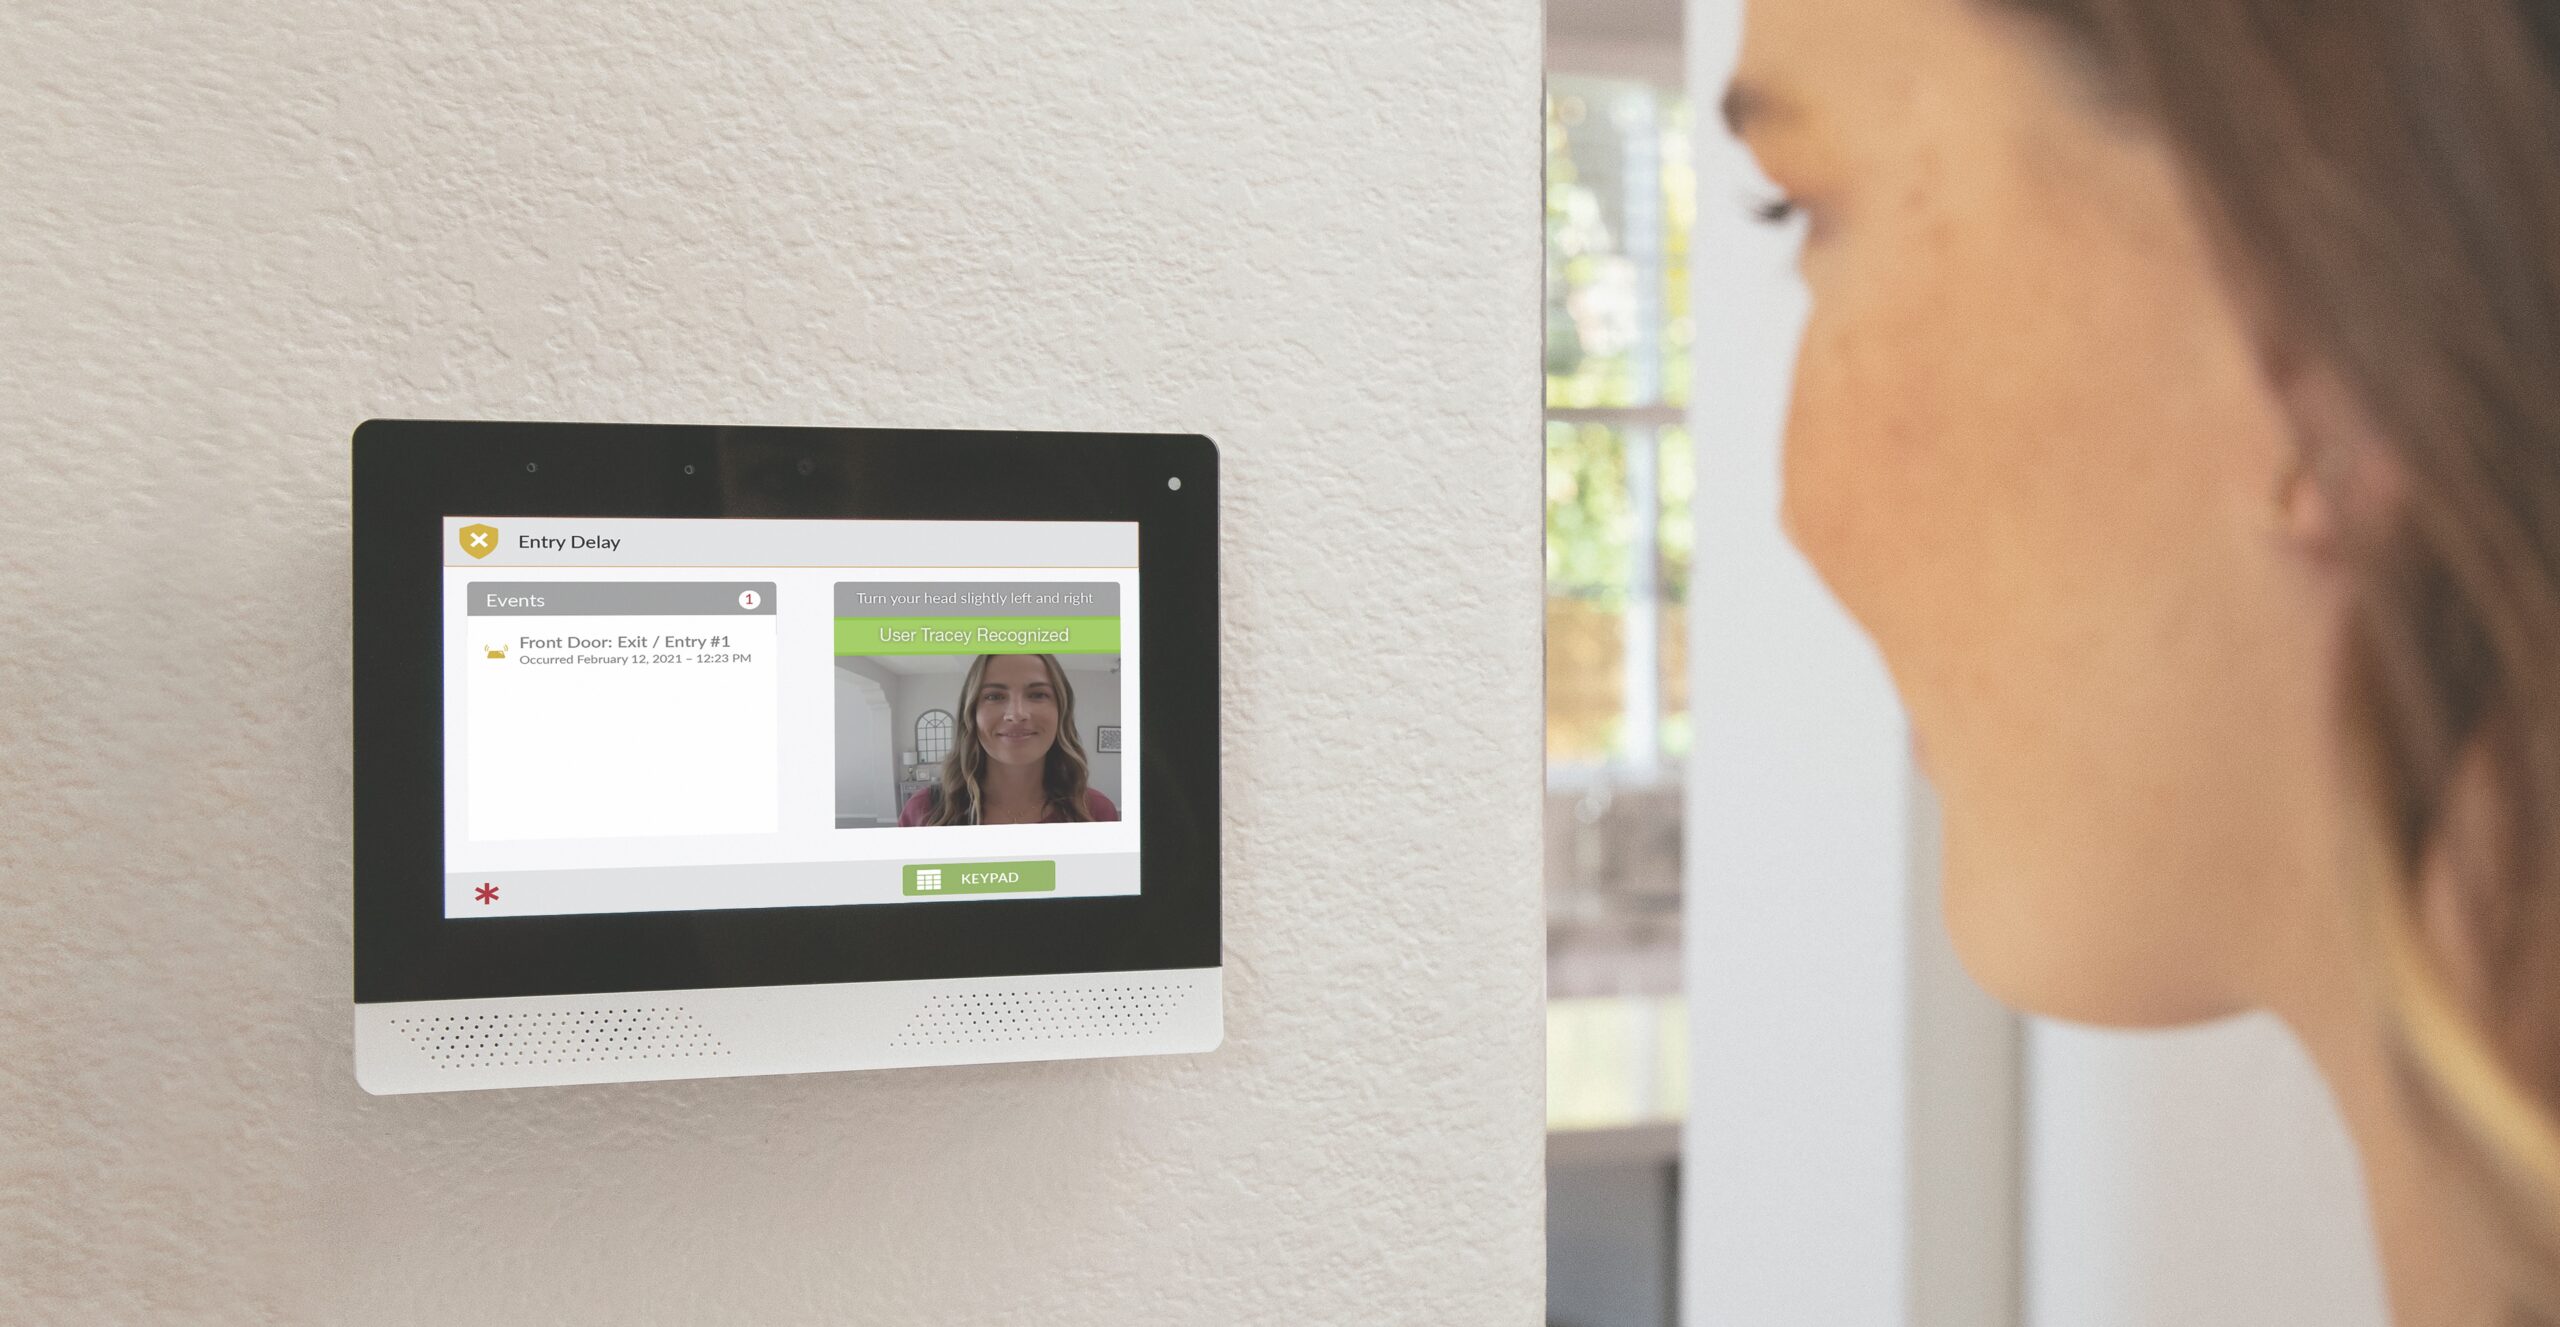 Entry Delay
Events 1
Front Door: Exit / Entry #1
Occurred February 12, 2021 – 12:23 PM
Turn your head slightly left and right
User Tracey Recognized
KEYPAD